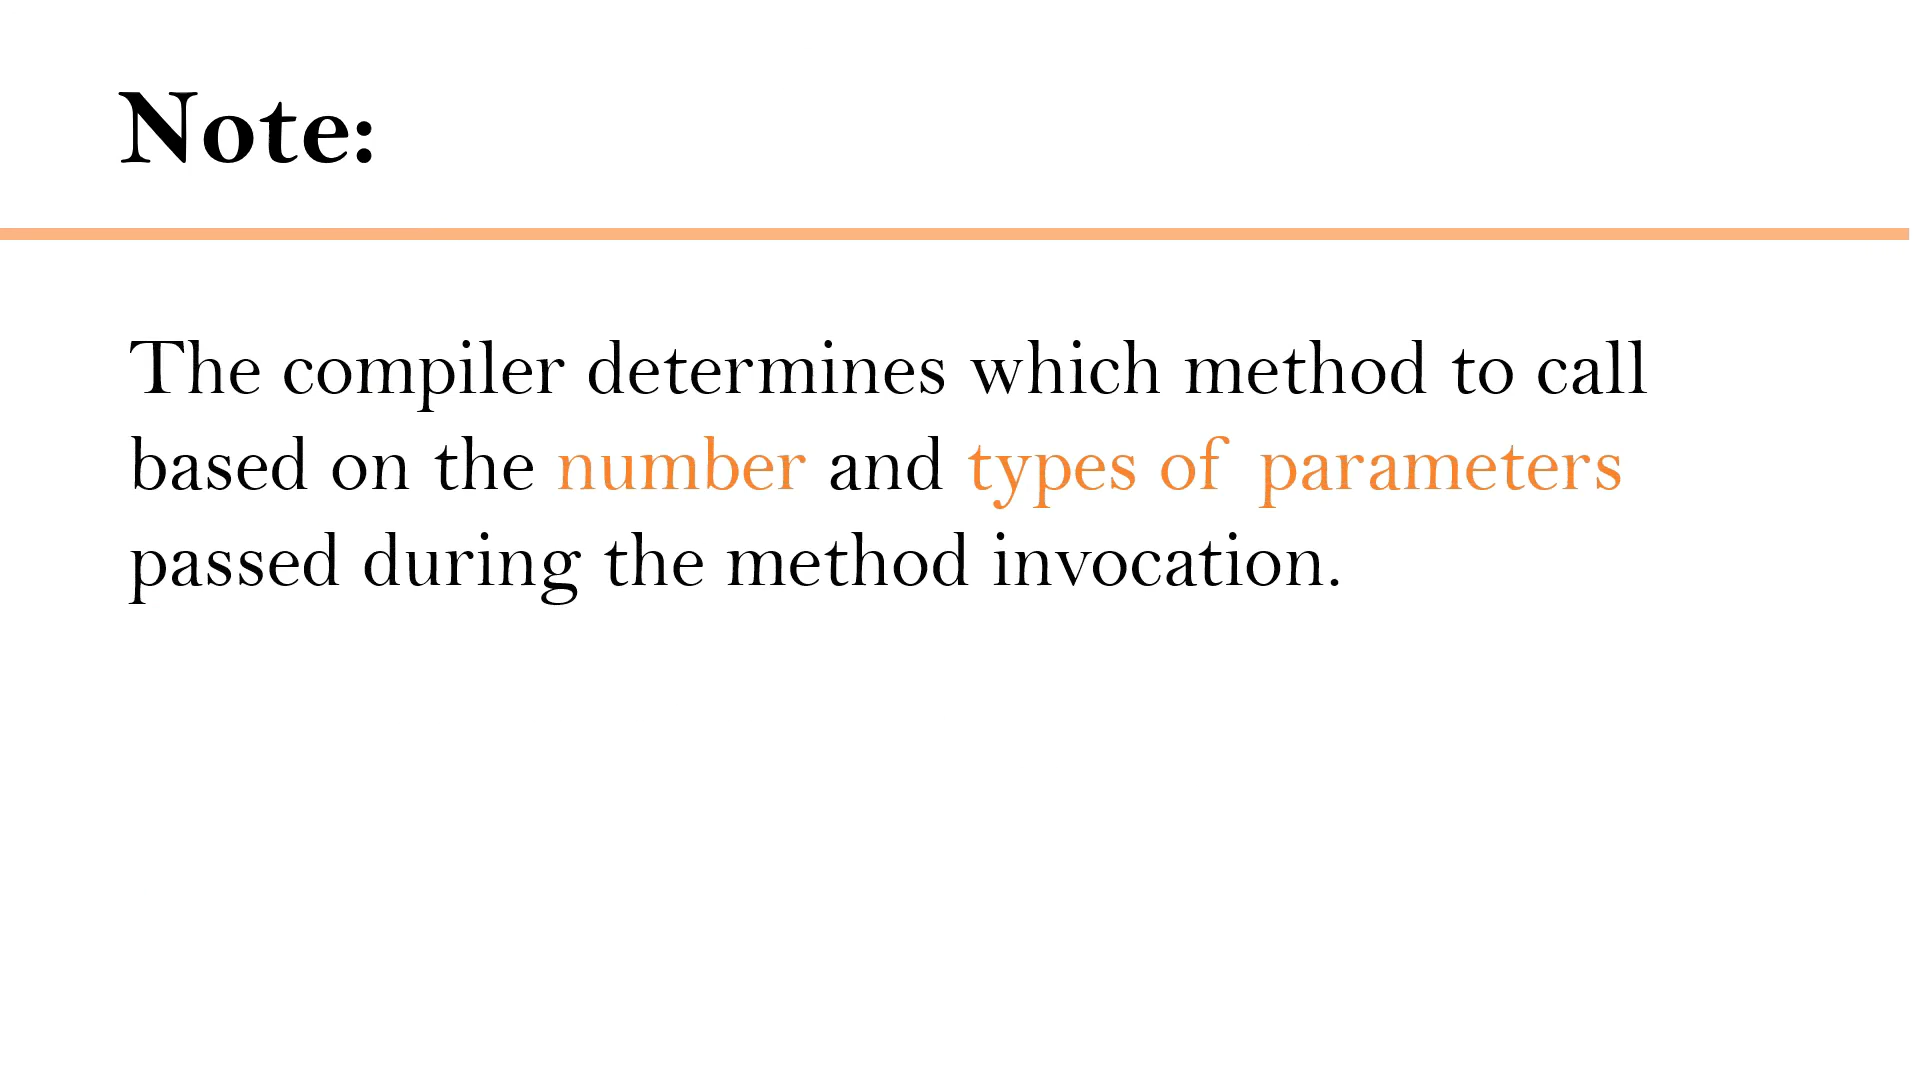 Note:
The compiler determines which method to call
based on the number and types of parameters
passed during the method invocation.